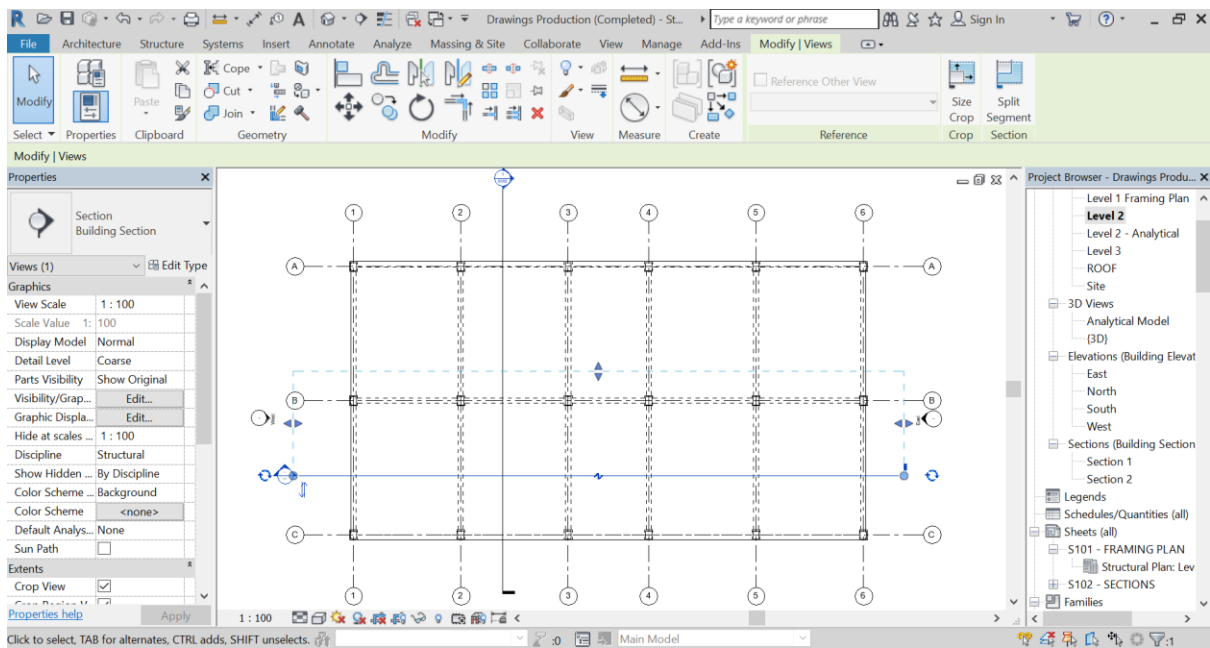 R Drawings Production (Completed) - St... Type a keyword or phrase Sign In
File Architecture Structure Systems Insert Annotate Analyze Massing & Site Collaborate View Manage Add-Ins Modify | Views
Modify Paste Cope Cut Join Reference Other View Size Crop Split Segment
Select Properties Clipboard Geometry Modify View Measure Create Reference Crop Section
Modify | Views
Properties
Section
Building Section
Views (1) Edit Type
Graphics
View Scale 1 : 100
Scale Value 1: 100
Display Model Normal
Detail Level Coarse
Parts Visibility Show Original
Visibility/Grap... Edit...
Graphic Displa... Edit...
Hide at scales ... 1 : 100
Discipline Structural
Show Hidden ... By Discipline
Color Scheme ... Background
Color Scheme <none>
Default Analys... None
Sun Path
Extents
Crop View
Properties help Apply
1 2 3 4 5 6
A A
B B
C C
1 2 3 4 5 6
1 : 100
Project Browser - Drawings Produ...
Level 1 Framing Plan
Level 2
Level 2 - Analytical
Level 3
ROOF
Site
3D Views
Analytical Model
{3D}
Elevations (Building Elevat
East
North
South
West
Sections (Building Section
Section 1
Section 2
Legends
Schedules/Quantities (all)
Sheets (all)
S101 - FRAMING PLAN
Structural Plan: Lev
S102 - SECTIONS
Families
Click to select, TAB for alternates, CTRL adds, SHIFT unselects. :0 Main Model :1